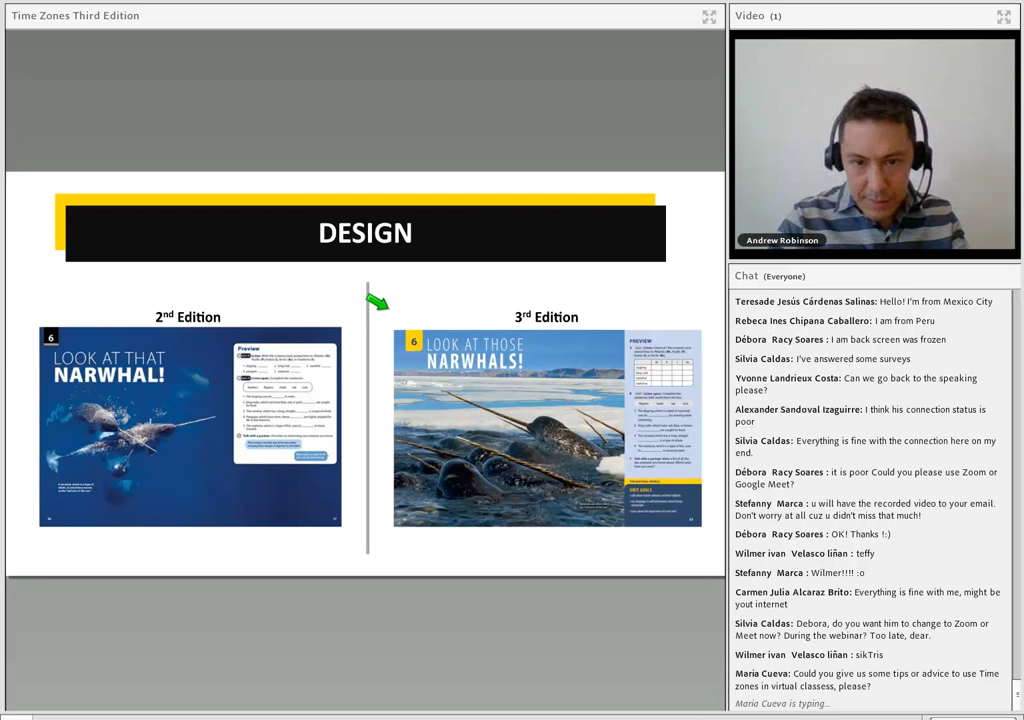 Time Zones Third Edition
DESIGN
2nd Edition
3rd Edition
6
LOOK AT THAT
NARWHAL!
Preview
6
LOOK AT THOSE
NARWHALS!
PREVIEW
UNIT GOALS
Video (1)
Andrew Robinson
Chat (Everyone)
Teresade Jesús Cárdenas Salinas: Hello! I'm from Mexico City
Rebeca Ines Chipana Caballero: I am from Peru
Débora Racy Soares : I am back screen was frozen
Silvia Caldas: I've answered some surveys
Yvonne Landrieux Costa: Can we go back to the speaking
please?
Alexander Sandoval Izaguirre: I think his connection status is
poor
Silvia Caldas: Everything is fine with the connection here on my
end.
Débora Racy Soares : it is poor Could you please use Zoom or
Google Meet?
Stefanny Marca : u will have the recorded video to your email.
Don't worry at all cuz u didn't miss that much!
Débora Racy Soares : OK! Thanks !:)
Wilmer ivan Velasco liñan : teffy
Stefanny Marca : Wilmer!!!! :o
Carmen Julia Alcaraz Brito: Everything is fine with me, might be
yout internet
Silvia Caldas: Debora, do you want him to change to Zoom or
Meet now? During the webinar? Too late, dear.
Wilmer ivan Velasco liñan : sikTris
Maria Cueva: Could you give us some tips or advice to use Time
zones in virtual classess, please?
Maria Cueva is typing...